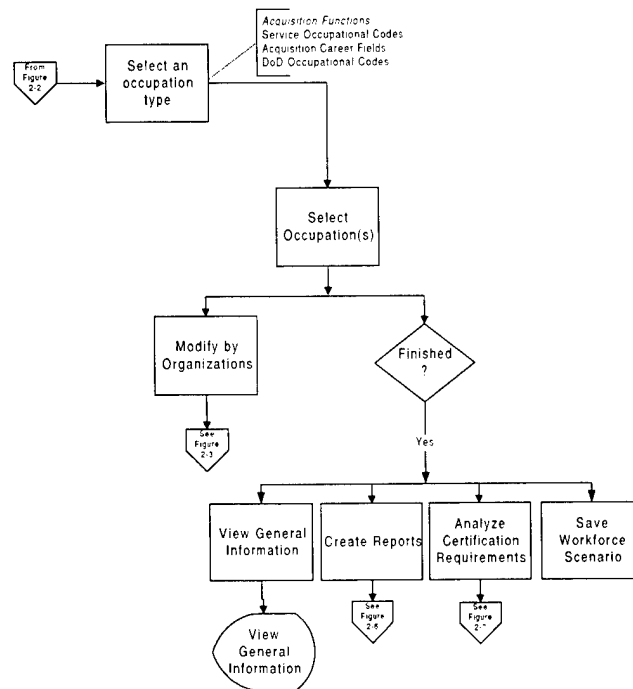 Acquisition Functions
Service Occupational Codes
Acquisition Career Fields
DoD Occupational Codes
From
Figure
2-2
Select an
occupation
type
Select
Occupation(s)
Modify by
Organizations
Finished
?
See
Figure
2-3
Yes
View General
Information
Create Reports
Analyze
Certification
Requirements
Save
Workforce
Scenario
See
Figure
2-6
See
Figure
View
General
Information